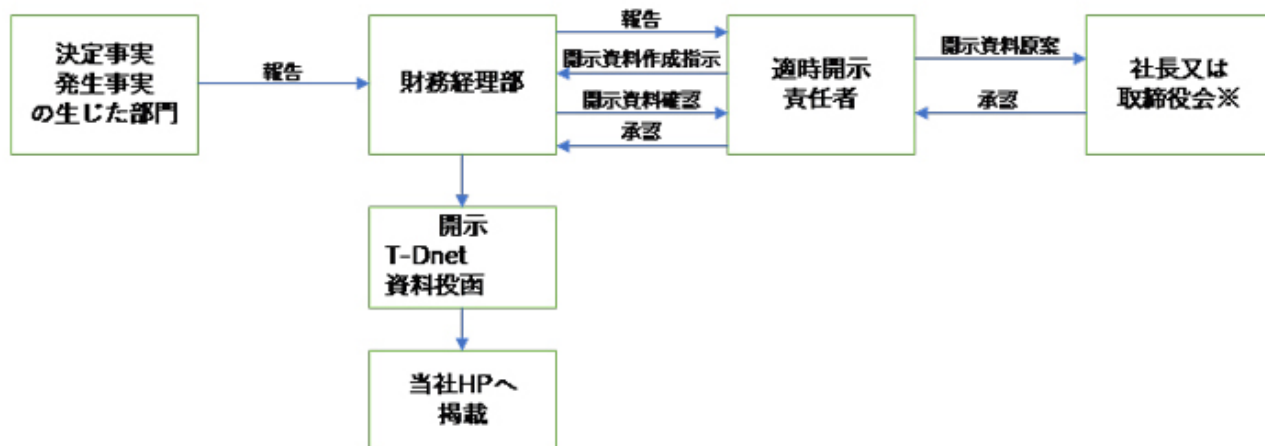 決定事実
発生事実
の生じた部門
報告
財務経理部
報告
開示資料作成指示
開示資料確認
承認
適時開示
責任者
開示資料原案
承認
社長又は
取締役会※
開示
T-Dnet
資料投函
当社HPへ
掲載